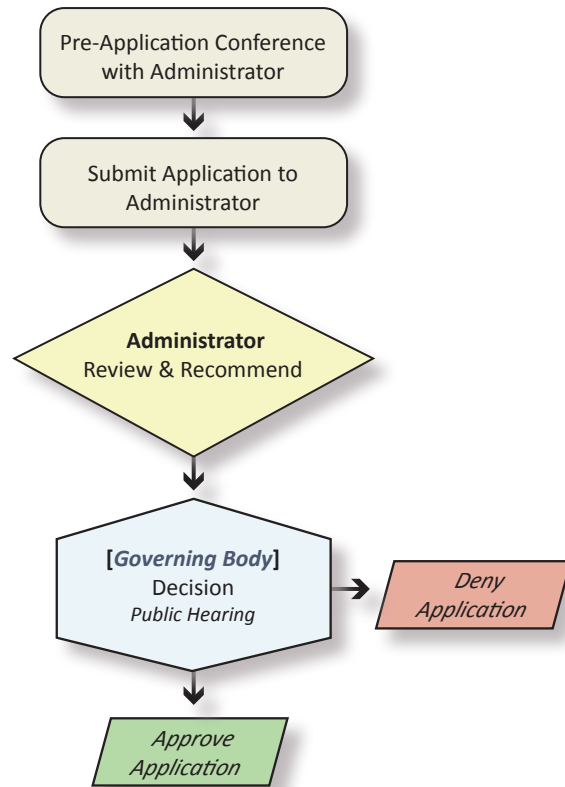 Pre-Application Conference
with Administrator
Submit Application to
Administrator
Administrator
Review & Recommend
[Governing Body]
Decision
Public Hearing
Deny
Application
Approve
Application